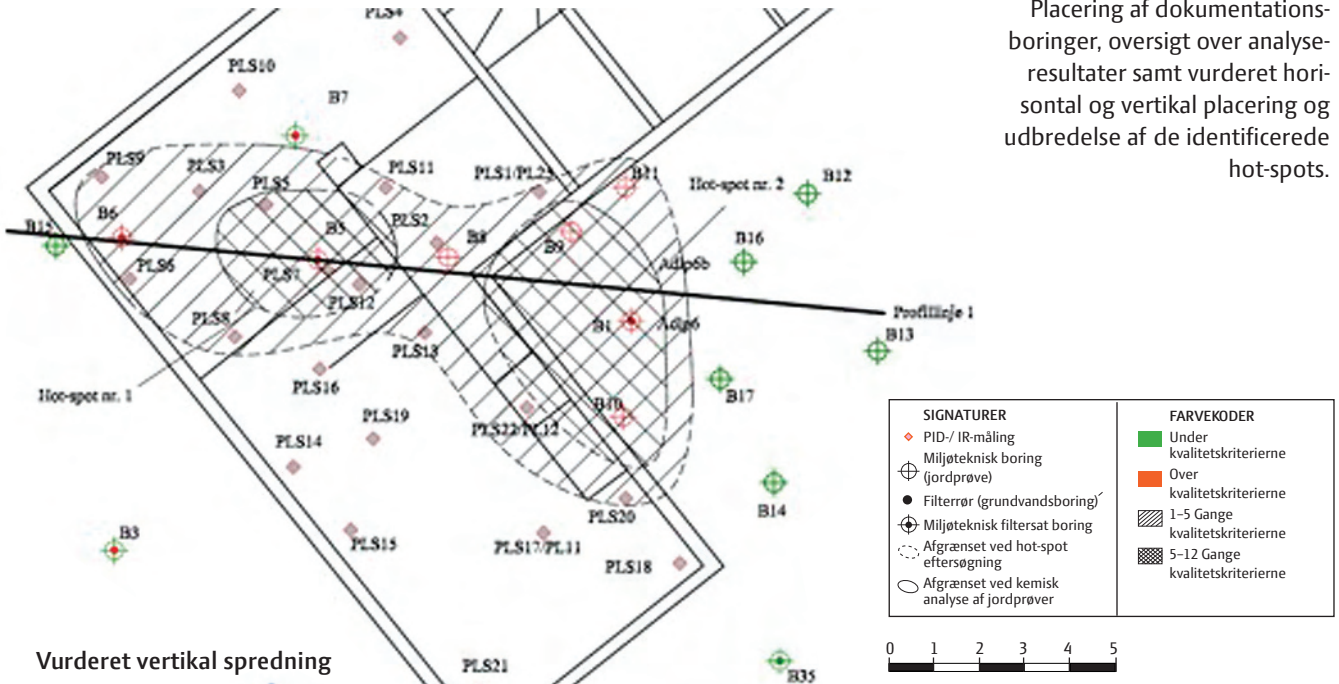 Placering af dokumentations-
boringer, oversigt over analyse-
resultater samt vurderet hori-
sontal og vertikal placering og
udbredelse af de identificerede
hot-spots.
PLS4
PLS10
B7
PLS9
PLS3
PLS5
PLS11
PLS1/PL23
B11
Hot-spot nr. 2
B12
B15
B6
B5
PLS2
B8
B9
B16
PLS6
PLS7
PLS12
Adip6b
PLS8
PLS13
B1
Adip6
Profillinje 1
B13
Hot-spot nr. 1
PLS16
B17
PLS19
PLS22/PL12
B10
PLS14
PLS20
B14
B3
PLS15
PLS17/PL11
PLS18
PLS21
B35
SIGNATURER
PID-/ IR-måling
Miljøteknisk boring
(jordprøve)
Filterrør (grundvandsboring)
Miljøteknisk filtersat boring
Afgrænset ved hot-spot
eftersøgning
Afgrænset ved kemisk
analyse af jordprøver
FARVEKODER
Under
kvalitetskriterierne
Over
kvalitetskriterierne
1–5 Gange
kvalitetskriterierne
5–12 Gange
kvalitetskriterierne
0 1 2 3 4 5
Vurderet vertikal spredning